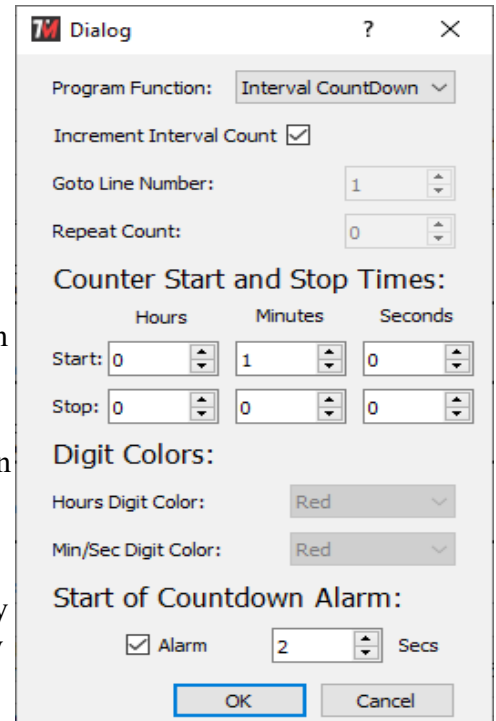 Dialog ? ×
Program Function: Interval CountDown
Increment Interval Count
Goto Line Number: 1
Repeat Count: 0
Counter Start and Stop Times:
Hours Minutes Seconds
Start: 0 1 0
Stop: 0 0 0
Digit Colors:
Hours Digit Color: Red
Min/Sec Digit Color: Red
Start of Countdown Alarm:
Alarm 2 Secs
OK Cancel